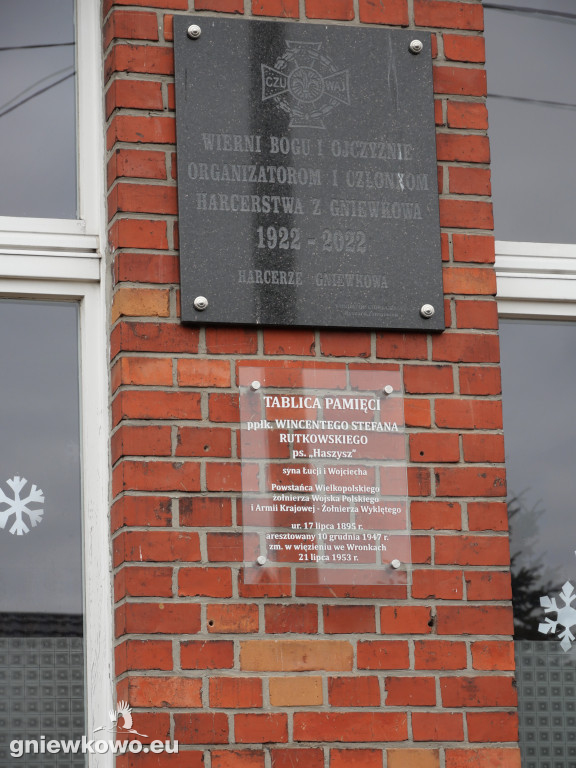 CZU WAJ
WIERNI BOGU I OJCZYŹNIE
ORGANIZATOROM I CZŁONKOM
HARCERSTWA Z GNIEWKOWA
1922 - 2022
HARCERZE GNIEWKOWA
TABLICA PAMIĘCI
ppłk. WINCENTEGO STEFANA
RUTKOWSKIEGO
ps. „Haszysz"
syna Łucji i Wojciecha
Powstańca Wielkopolskiego
żołnierza Wojska Polskiego
i Armii Krajowej - Żołnierza Wyklętego
ur. 17 lipca 1895 r.
aresztowany 10 grudnia 1947 r.
zm. w więzieniu we Wronkach
21 lipca 1953 r.
gniewkowo.eu